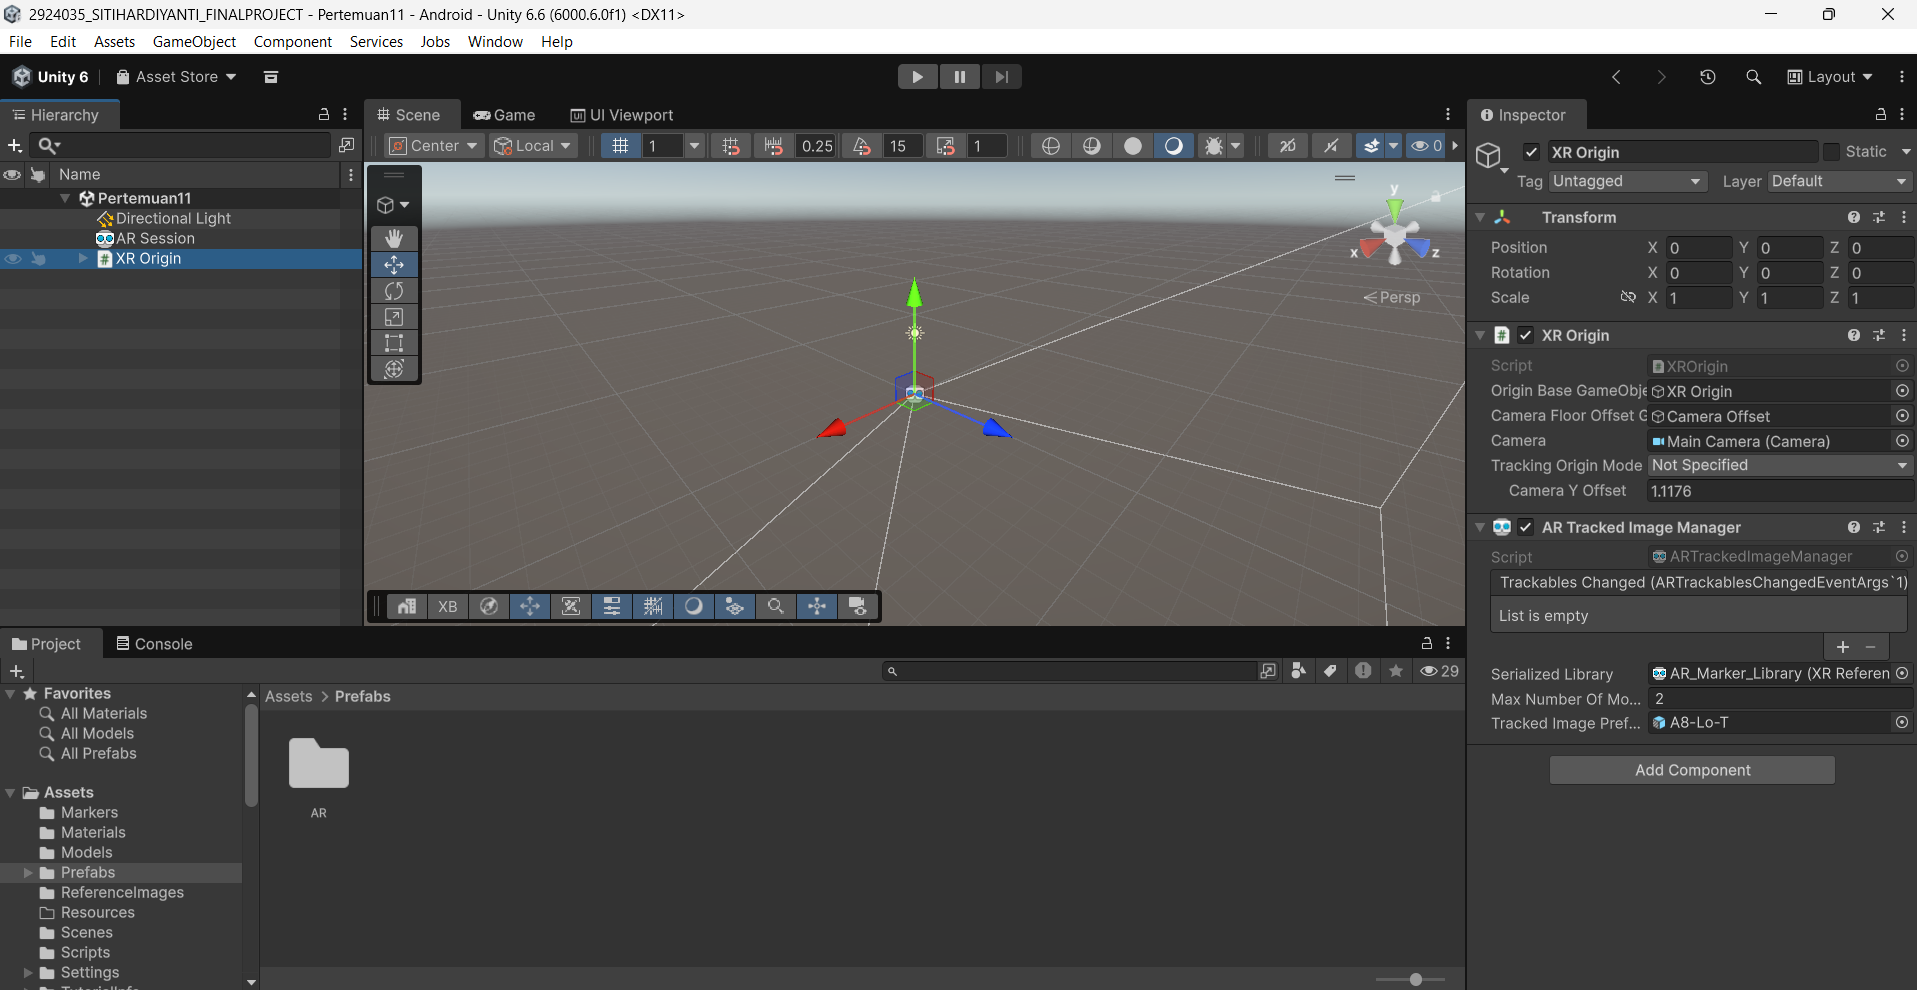 2924035_SITIHARDIYANTI_FINALPROJECT - Pertemuan11 - Android - Unity 6.6 (6000.6.0f1) <DX11>
File Edit Assets GameObject Component Services Jobs Window Help
Unity 6 Asset Store Layout
Hierarchy
Name
Pertemuan11
Directional Light
AR Session
XR Origin
Scene Game UI Viewport
Center Local 1 0.25 15 1 2D 0
y
x
z
Persp
XB
Inspector
XR Origin Static
Tag Untagged Layer Default
Transform
Position X 0 Y 0 Z 0
Rotation X 0 Y 0 Z 0
Scale X 1 Y 1 Z 1
XR Origin
Script XROrigin
Origin Base GameObje XR Origin
Camera Floor Offset G Camera Offset
Camera Main Camera (Camera)
Tracking Origin Mode Not Specified
Camera Y Offset 1.1176
AR Tracked Image Manager
Script ARTrackedImageManager
Trackables Changed (ARTrackablesChangedEventArgs`1)
List is empty
+ −
Serialized Library AR_Marker_Library (XR Referen
Max Number Of Mo... 2
Tracked Image Pref... A8-Lo-T
Add Component
Project Console
29
Favorites
All Materials
All Models
All Prefabs
Assets
Markers
Materials
Models
Prefabs
ReferenceImages
Resources
Scenes
Scripts
Settings
Assets > Prefabs
AR